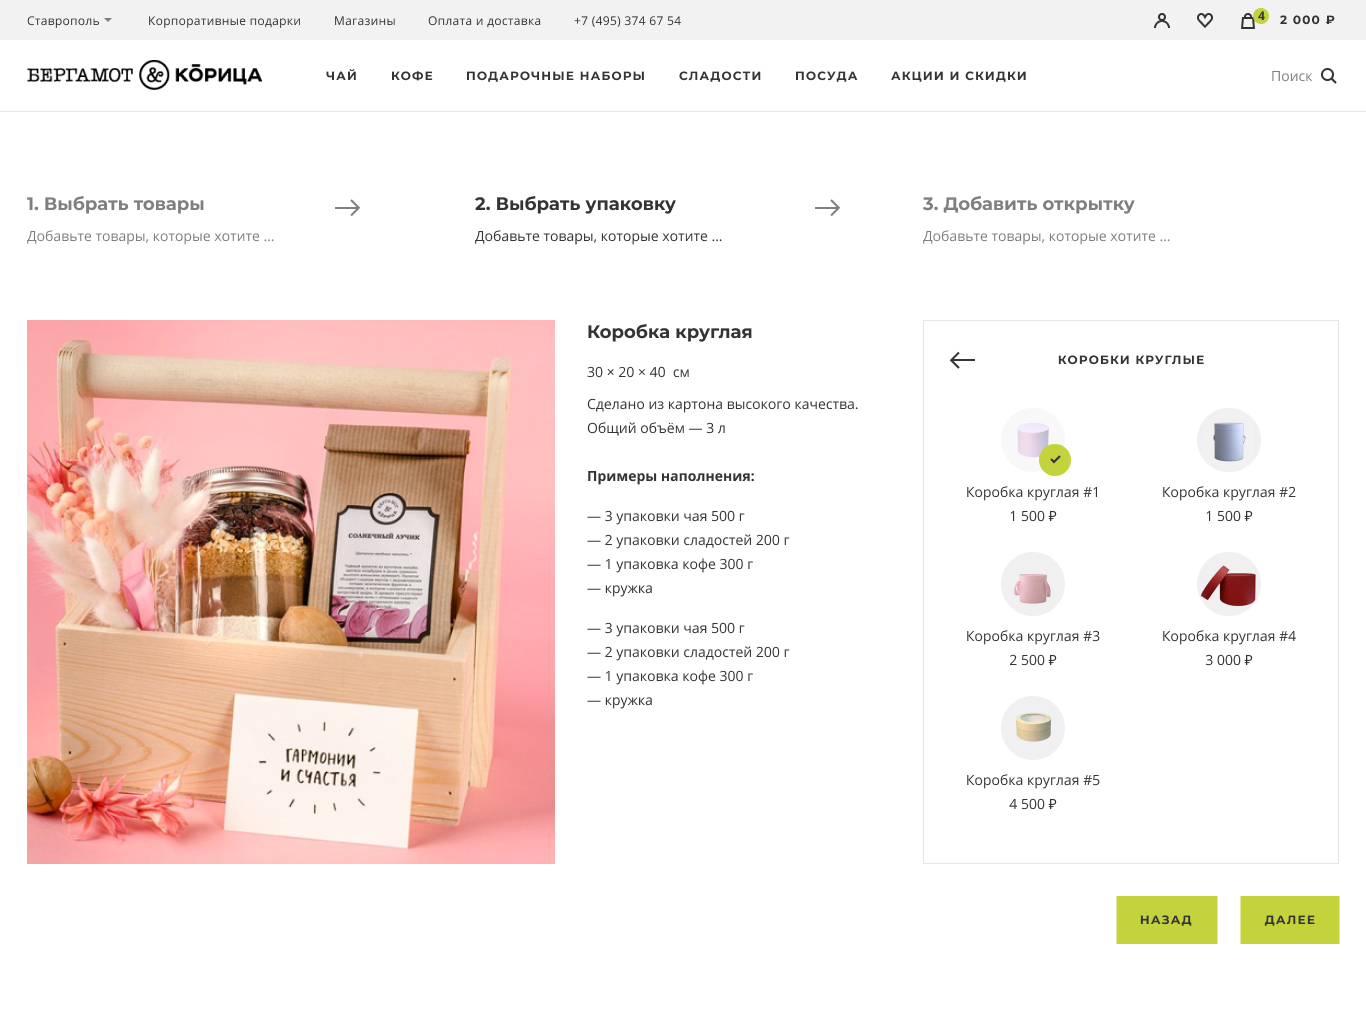 Ставрополь
Корпоративные подарки
Магазины
Оплата и доставка
+7 (495) 374 67 54
4
2 000 ₽
БЕРГАМОТ & КОРИЦА
ЧАЙ
КОФЕ
ПОДАРОЧНЫЕ НАБОРЫ
СЛАДОСТИ
ПОСУДА
АКЦИИ И СКИДКИ
Поиск
1. Выбрать товары
Добавьте товары, которые хотите ...
2. Выбрать упаковку
Добавьте товары, которые хотите ...
3. Добавить открытку
Добавьте товары, которые хотите ...
БЕРГАМОТ
&
КОРИЦА
СОЛНЕЧНЫЙ ЛУЧИК
ГАРМОНИИ
И СЧАСТЬЯ
Коробка круглая
30 × 20 × 40 см
Сделано из картона высокого качества.
Общий объём — 3 л
Примеры наполнения:
— 3 упаковки чая 500 г
— 2 упаковки сладостей 200 г
— 1 упаковка кофе 300 г
— кружка
— 3 упаковки чая 500 г
— 2 упаковки сладостей 200 г
— 1 упаковка кофе 300 г
— кружка
КОРОБКИ КРУГЛЫЕ
Коробка круглая #1
1 500 ₽
Коробка круглая #2
1 500 ₽
Коробка круглая #3
2 500 ₽
Коробка круглая #4
3 000 ₽
Коробка круглая #5
4 500 ₽
НАЗАД
ДАЛЕЕ